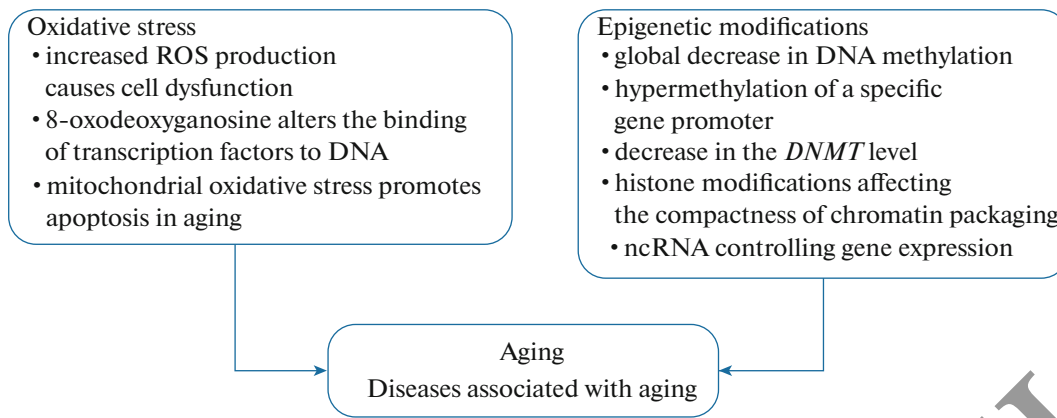 Oxidative stress
• increased ROS production
causes cell dysfunction
• 8-oxodeoxyganosine alters the binding
of transcription factors to DNA
• mitochondrial oxidative stress promotes
apoptosis in aging
Epigenetic modifications
• global decrease in DNA methylation
• hypermethylation of a specific
gene promoter
• decrease in the DNMT level
• histone modifications affecting
the compactness of chromatin packaging
• ncRNA controlling gene expression
Aging
Diseases associated with aging